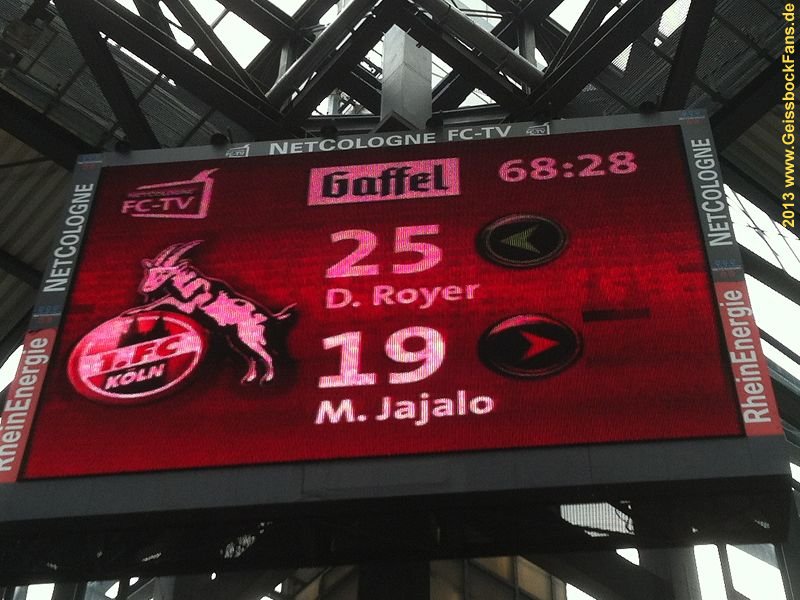 NETCOLOGNE FC-TV
FC-TV
Gaffel
68:28
25
D. Royer
1. FC
KÖLN
19
M. Jajalo
NETCOLOGNE
RheinEnergie
NETCOLOGNE
RheinEnergie
2013 www.GeissbockFans.de